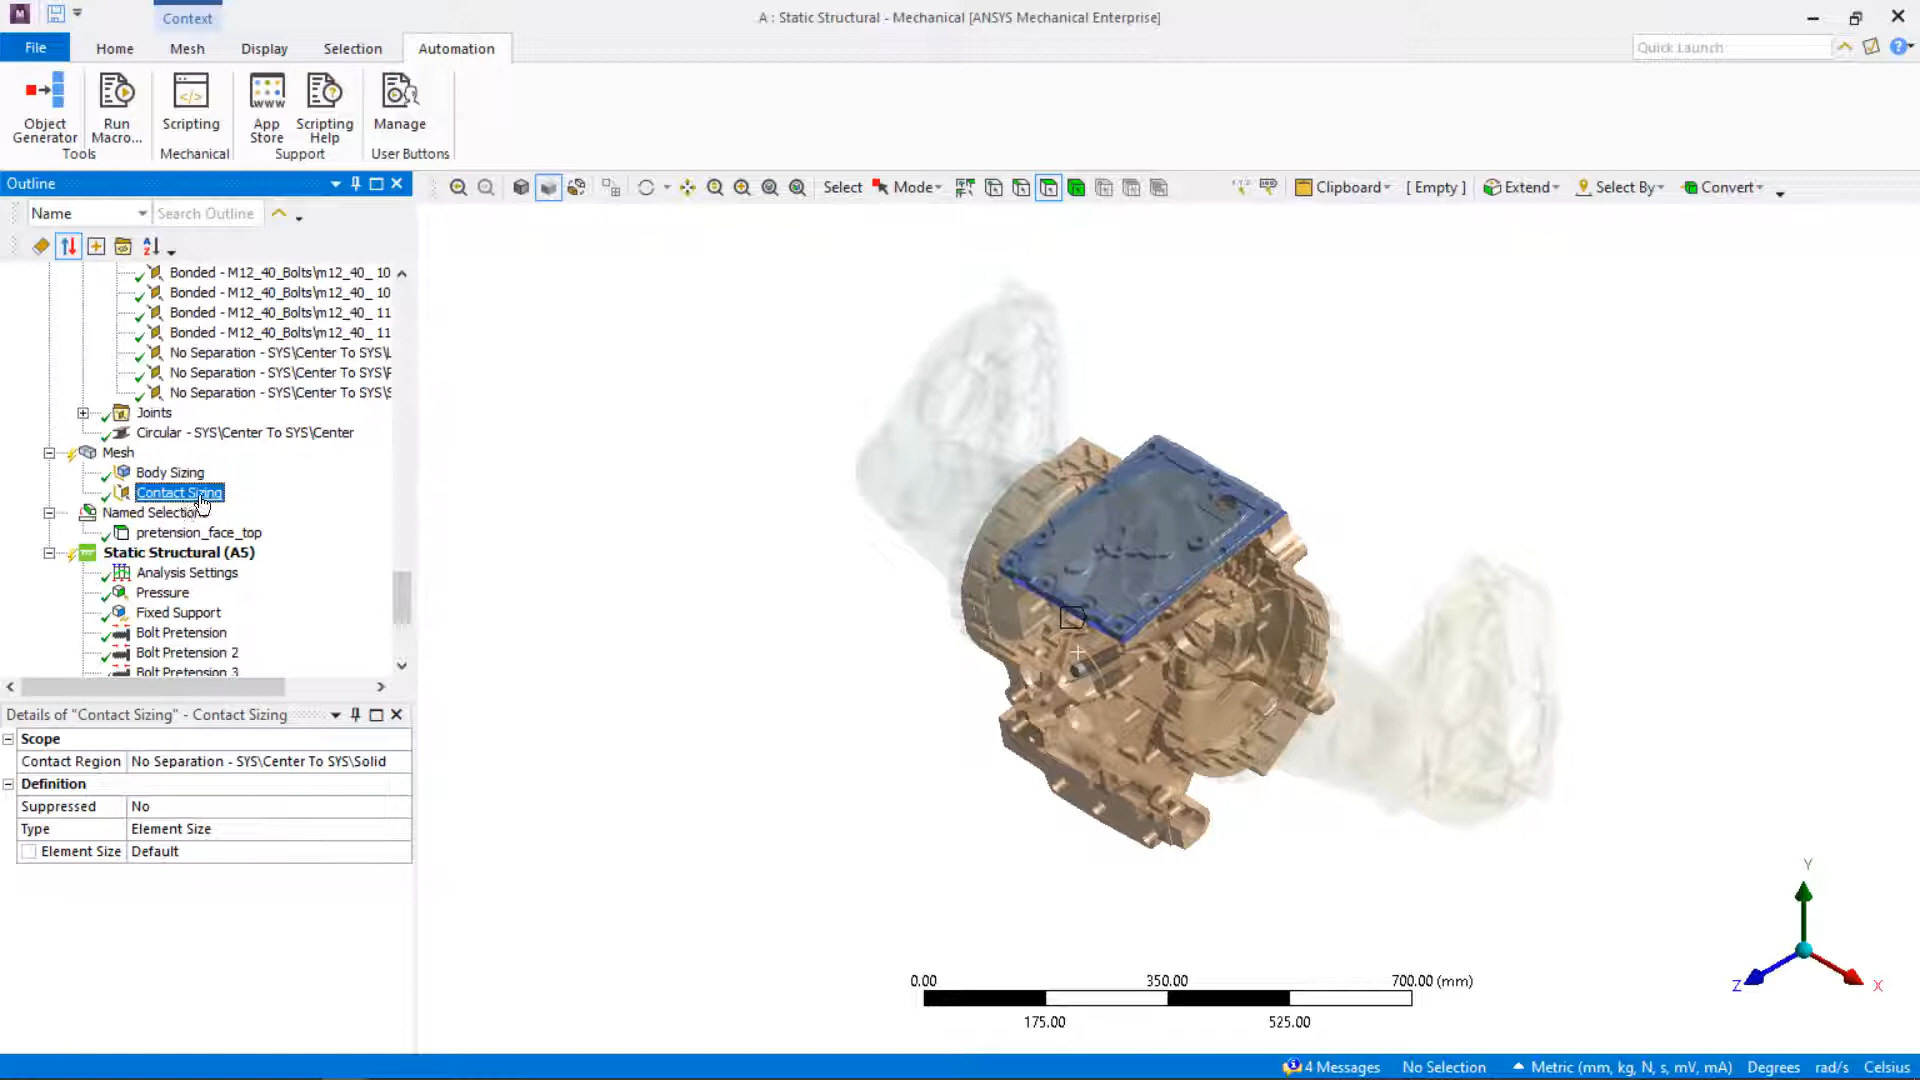 Context
A : Static Structural - Mechanical [ANSYS Mechanical Enterprise]
File Home Mesh Display Selection Automation
Quick Launch
Object Generator
Run Macro...
Scripting
App Store
Scripting Help
Manage
Tools Mechanical Support User Buttons
Outline
Name Search Outline
Select Mode Clipboard [ Empty ] Extend Select By Convert
Bonded - M12_40_Bolts\m12_40_ 10
Bonded - M12_40_Bolts\m12_40_ 10
Bonded - M12_40_Bolts\m12_40_ 11
Bonded - M12_40_Bolts\m12_40_ 11
No Separation - SYS\Center To SYS\
No Separation - SYS\Center To SYS\
No Separation - SYS\Center To SYS\
Joints
Circular - SYS\Center To SYS\Center
Mesh
Body Sizing
Contact Sizing
Named Selection
pretension_face_top
Static Structural (A5)
Analysis Settings
Pressure
Fixed Support
Bolt Pretension
Bolt Pretension 2
Bolt Pretension 3
Details of "Contact Sizing" - Contact Sizing
Scope
Contact Region No Separation - SYS\Center To SYS\Solid
Definition
Suppressed No
Type Element Size
Element Size Default
0.00 350.00 700.00 (mm)
175.00 525.00
Y
Z
X
4 Messages No Selection Metric (mm, kg, N, s, mV, mA) Degrees rad/s Celsius